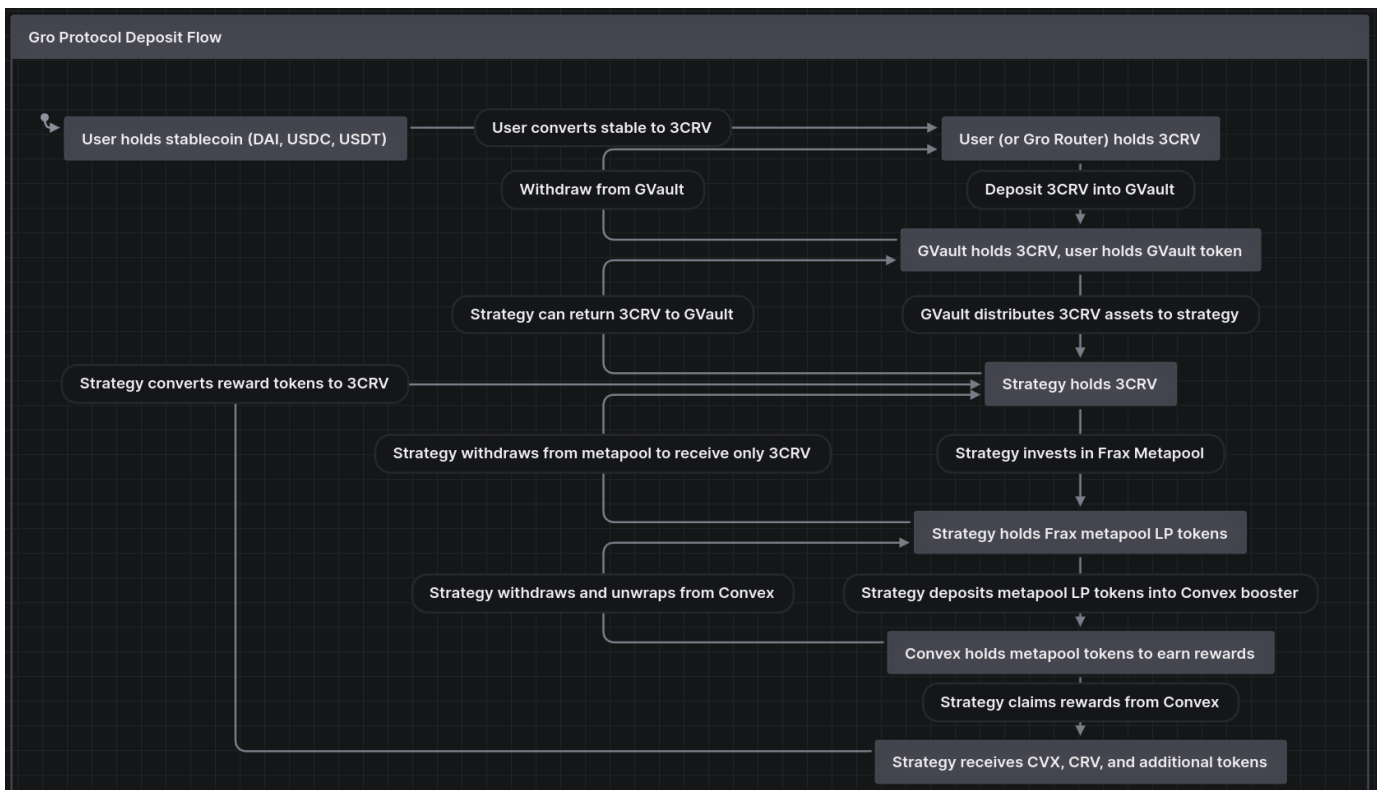 Gro Protocol Deposit Flow
User holds stablecoin (DAI, USDC, USDT)
User converts stable to 3CRV
User (or Gro Router) holds 3CRV
Withdraw from GVault
Deposit 3CRV into GVault
GVault holds 3CRV, user holds GVault token
Strategy can return 3CRV to GVault
GVault distributes 3CRV assets to strategy
Strategy converts reward tokens to 3CRV
Strategy holds 3CRV
Strategy withdraws from metapool to receive only 3CRV
Strategy invests in Frax Metapool
Strategy holds Frax metapool LP tokens
Strategy withdraws and unwraps from Convex
Strategy deposits metapool LP tokens into Convex booster
Convex holds metapool tokens to earn rewards
Strategy claims rewards from Convex
Strategy receives CVX, CRV, and additional tokens